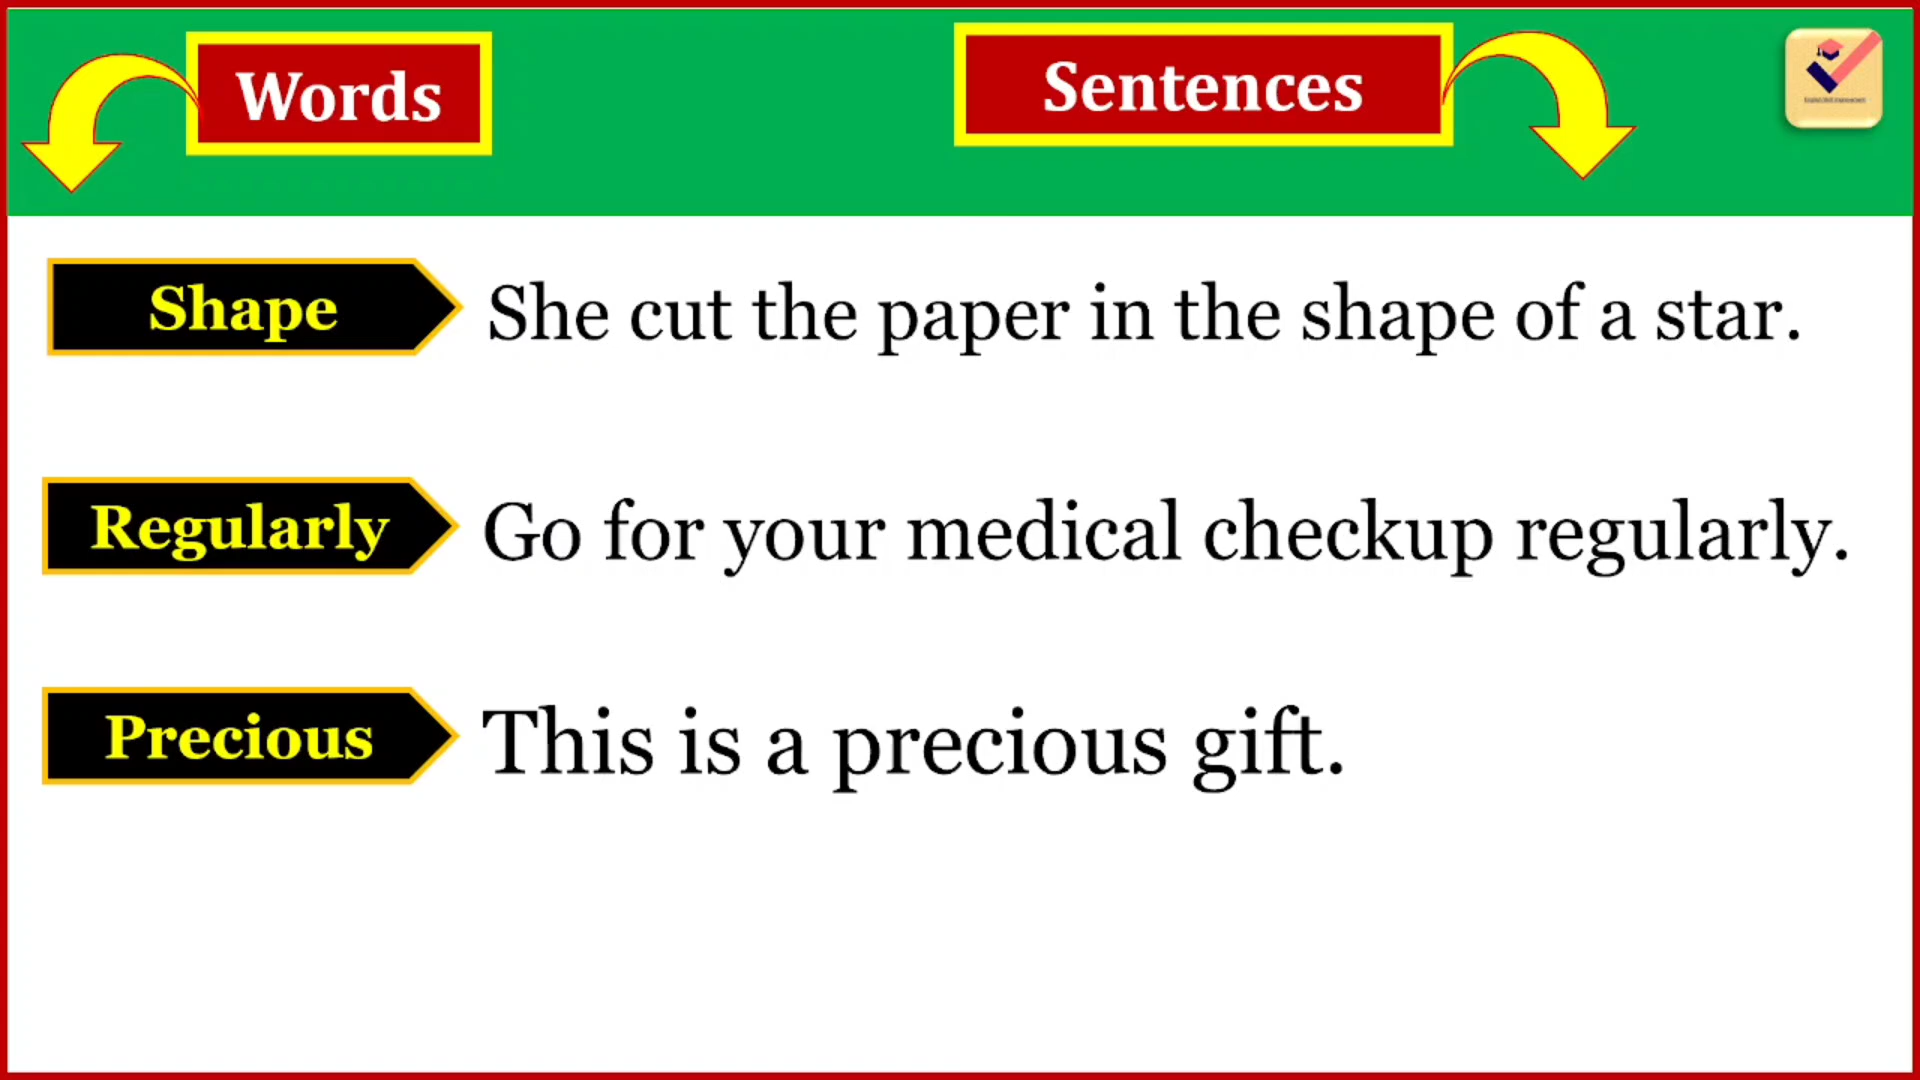 Words
Sentences
Shape
She cut the paper in the shape of a star.
Regularly
Go for your medical checkup regularly.
Precious
This is a precious gift.